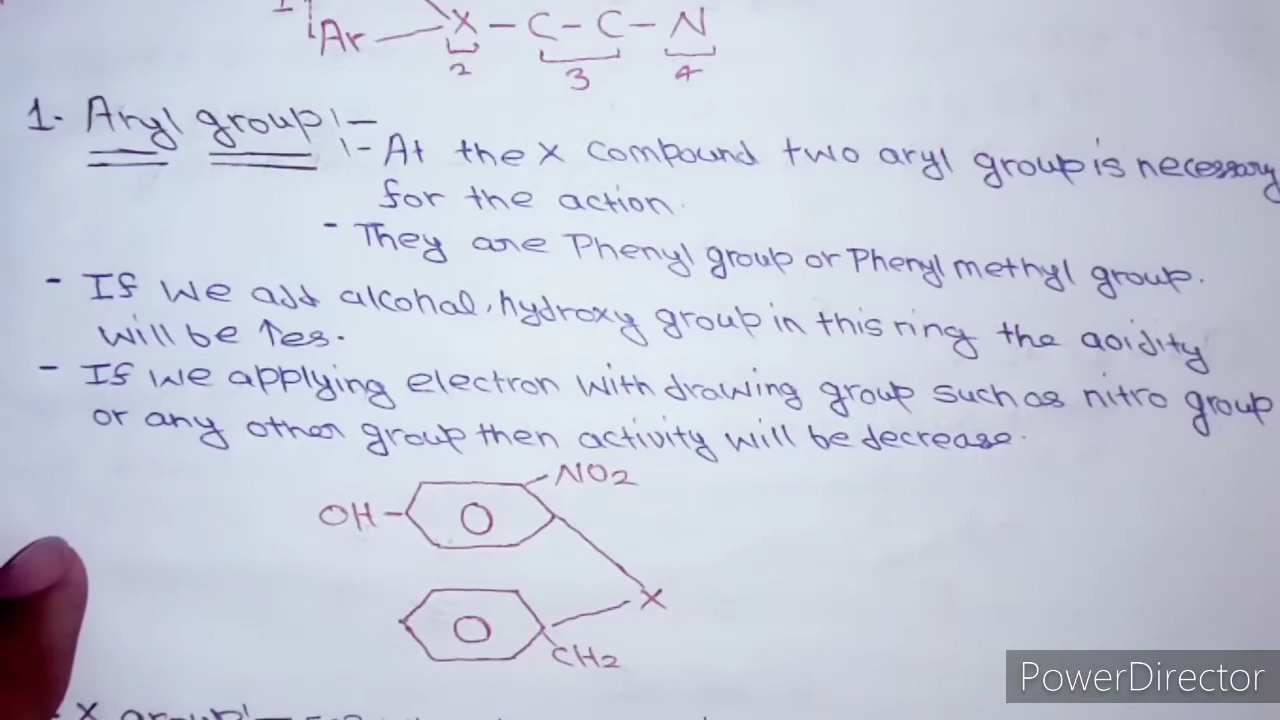 Ar — X – C – C – N
2 3 4
1. Aryl group :-
:- At the X compound two aryl group is necessary
for the action.
- They are Phenyl group or Phenyl methyl group.
- If we add alcohal, hydroxy group in this ring the acidity
will be ↑es.
- If we applying electron with drawing group such as nitro group
or any other group then activity will be decrease.
NO2
OH
X
CH2
PowerDirector